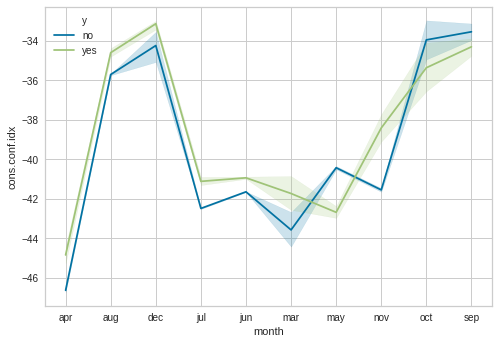 y
no
yes
−34
−36
−38
−40
−42
−44
−46
cons.conf.idx
apr aug dec jul jun mar may nov oct sep
month